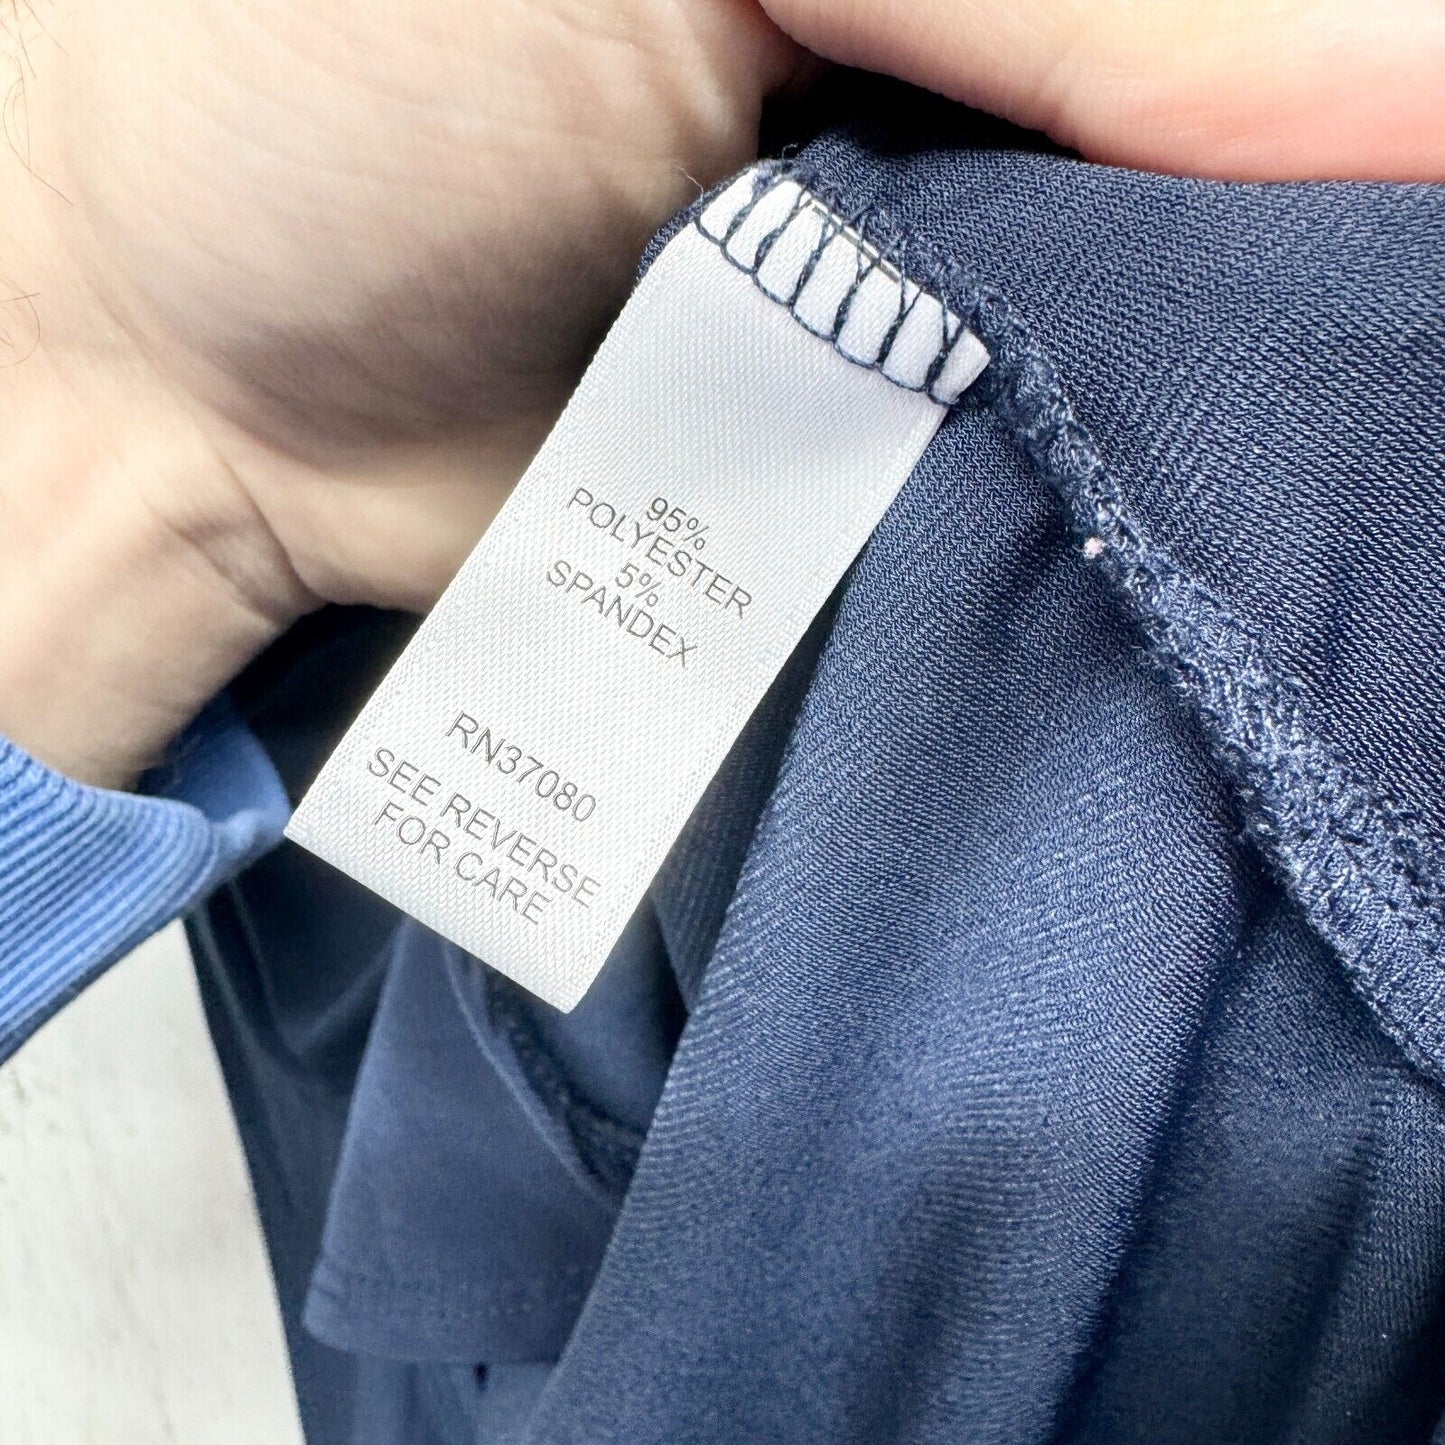 95%
POLYESTER
5%
SPANDEX
RN37080
SEE REVERSE
FOR CARE